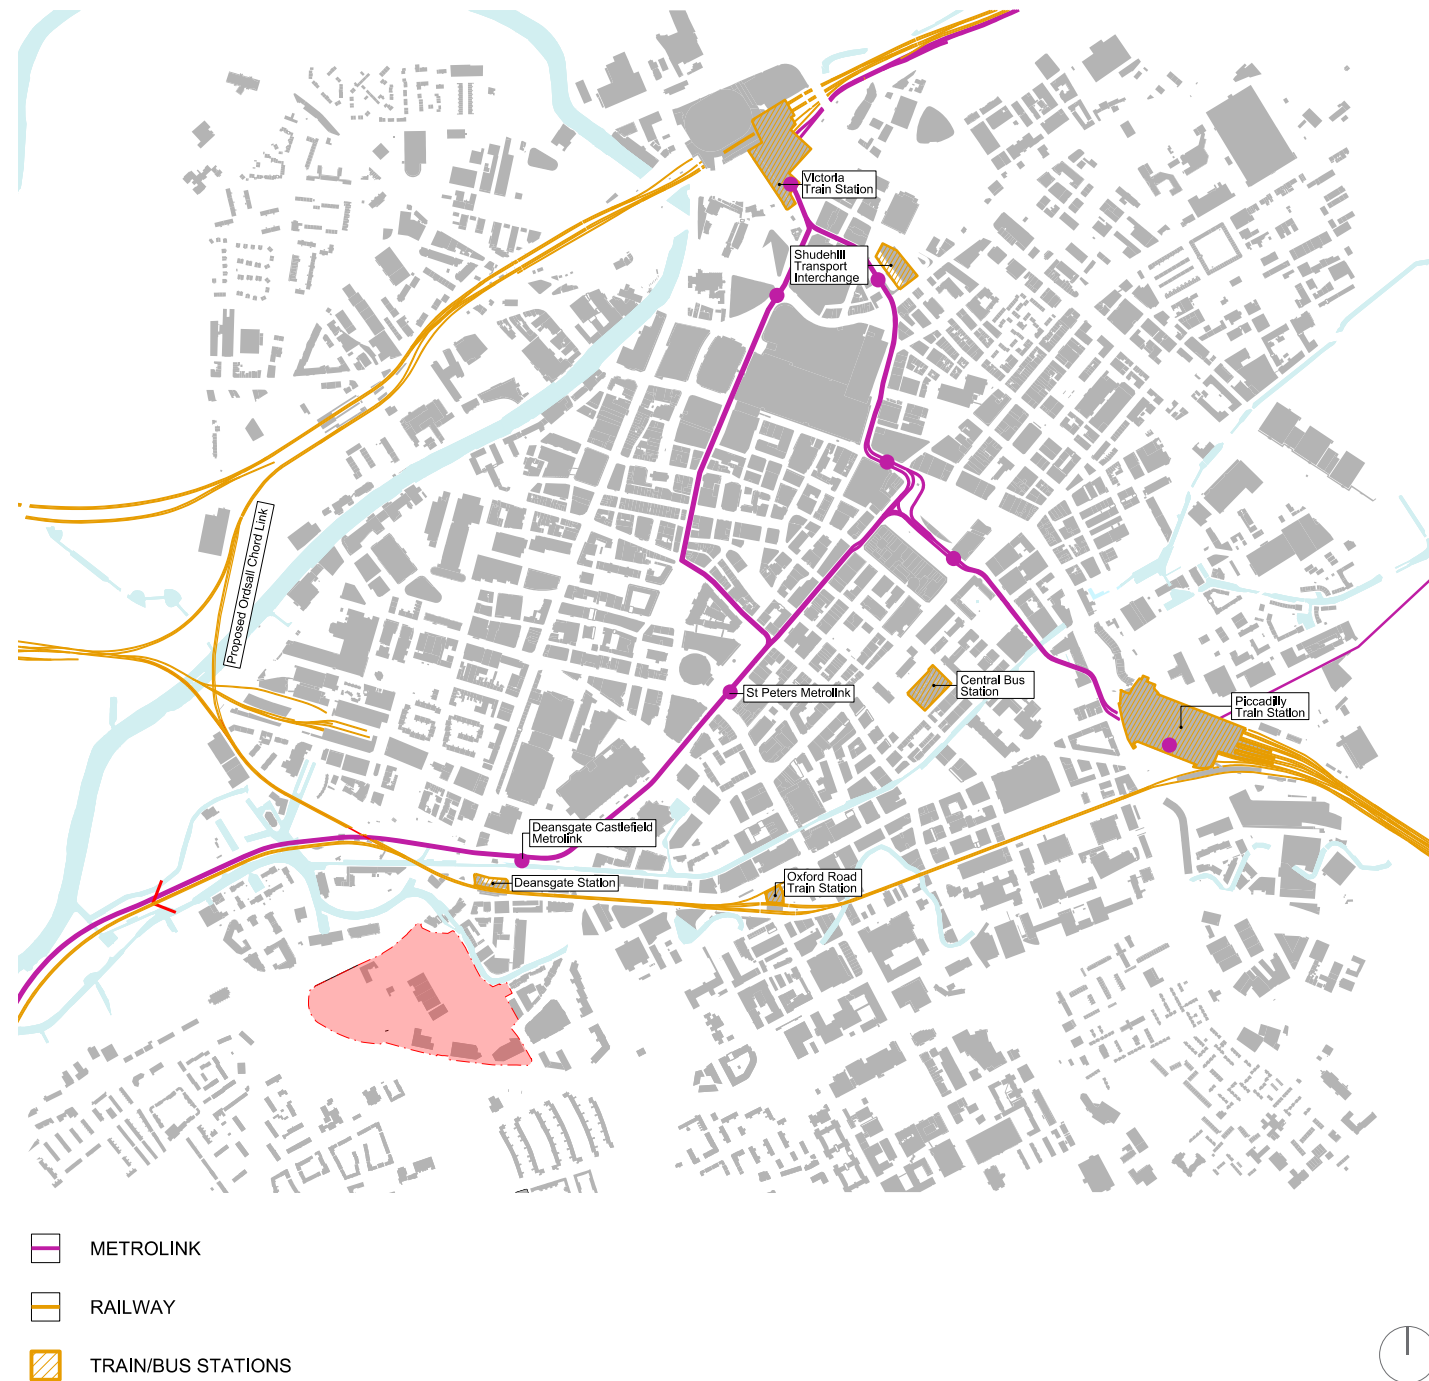 Victoria
Train Station
Shudehill
Transport
Interchange
Proposed Ordsall Chord Link
St Peters Metrolink
Central Bus
Station
Piccadilly
Train Station
Deansgate Castlefield
Metrolink
Deansgate Station
Oxford Road
Train Station
METROLINK
RAILWAY
TRAIN/BUS STATIONS